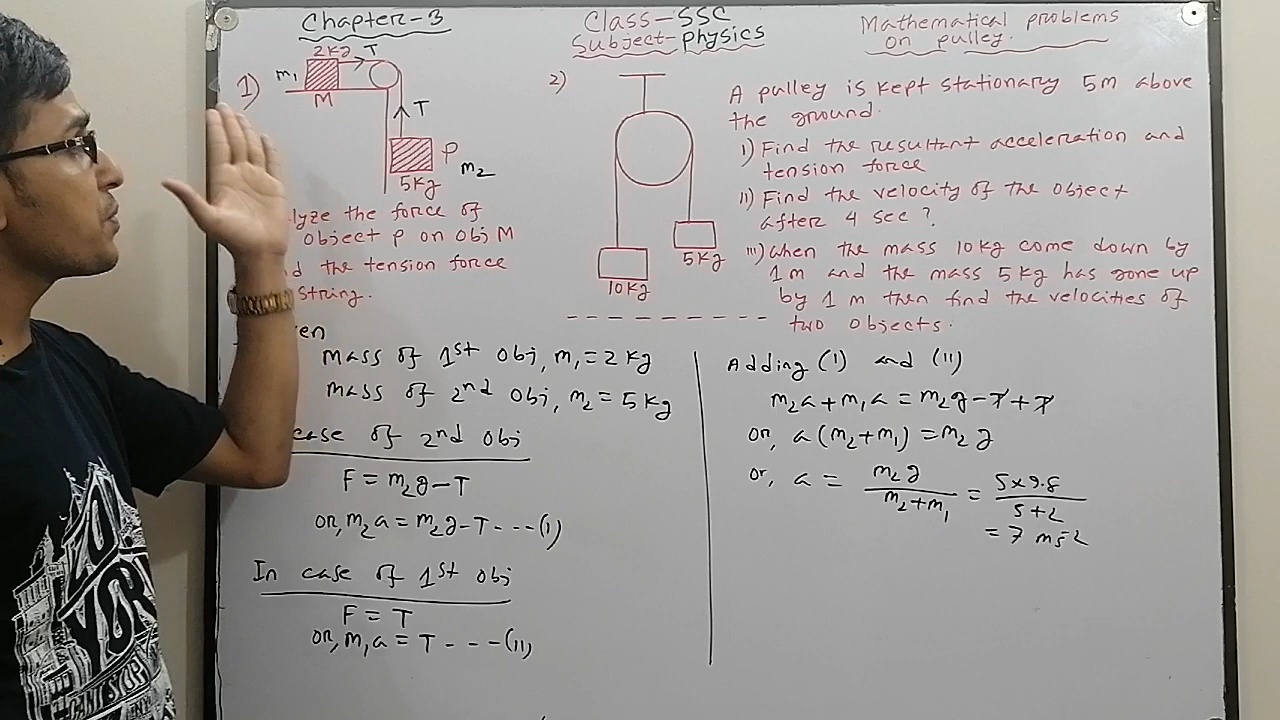 Chapter-3
Class-SSC
Subject-physics
Mathematical problems
on pulley.
1)
2kg T
m₁
M
T
P
m₂
5kg
lyze the force of
object p on obj M
d the tension force
string.
2)
10kg
5kg
A pulley is kept stationary 5m above
the ground.
I) Find the resultant acceleration and
tension force
II) Find the velocity of the object
after 4 sec?
III) When the mass 10kg come down by
1m and the mass 5kg has gone up
by 1 m then find the velocities of
two objects.
en
mass of 1st obj, m₁=2kg
mass of 2nd obj, m₂=5kg
case of 2nd obj
F=m₂g-T
or, m₂a=m₂g-T---(I)
In case of 1st obj
F=T
or, m₁a=T---(II)
Adding (I) and (II)
m₂a+m₁a=m₂g-T+T
or, a(m₂+m₁)=m₂g
or, a = m₂g / m₂+m₁ = 5×9.8 / 5+2
= 7 ms⁻²